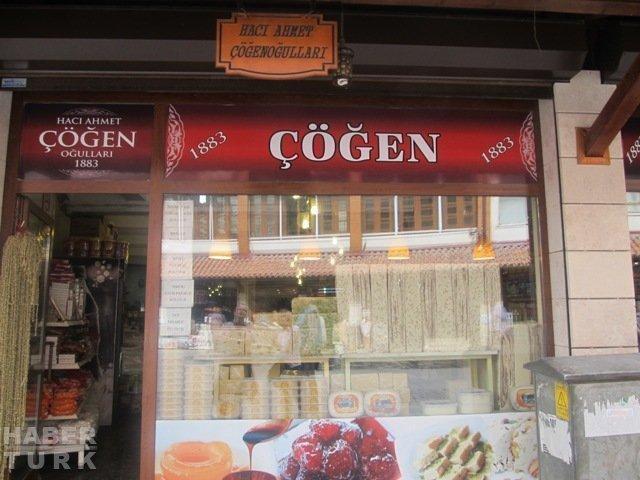 HACI AHMET
ÇÖĞENOĞULLARI
HACI AHMET
ÇÖĞEN
OĞULLARI
1883
1883
ÇÖĞEN
1883
HABER
TÜRK